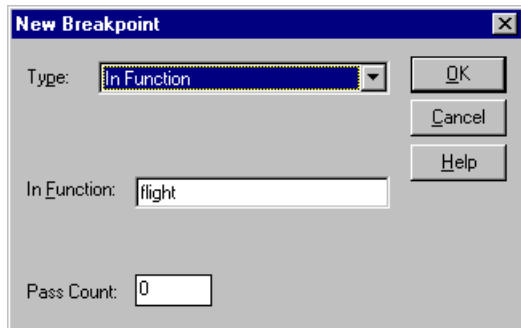 New Breakpoint
Type: In Function
OK
Cancel
Help
In Function: flight
Pass Count: 0